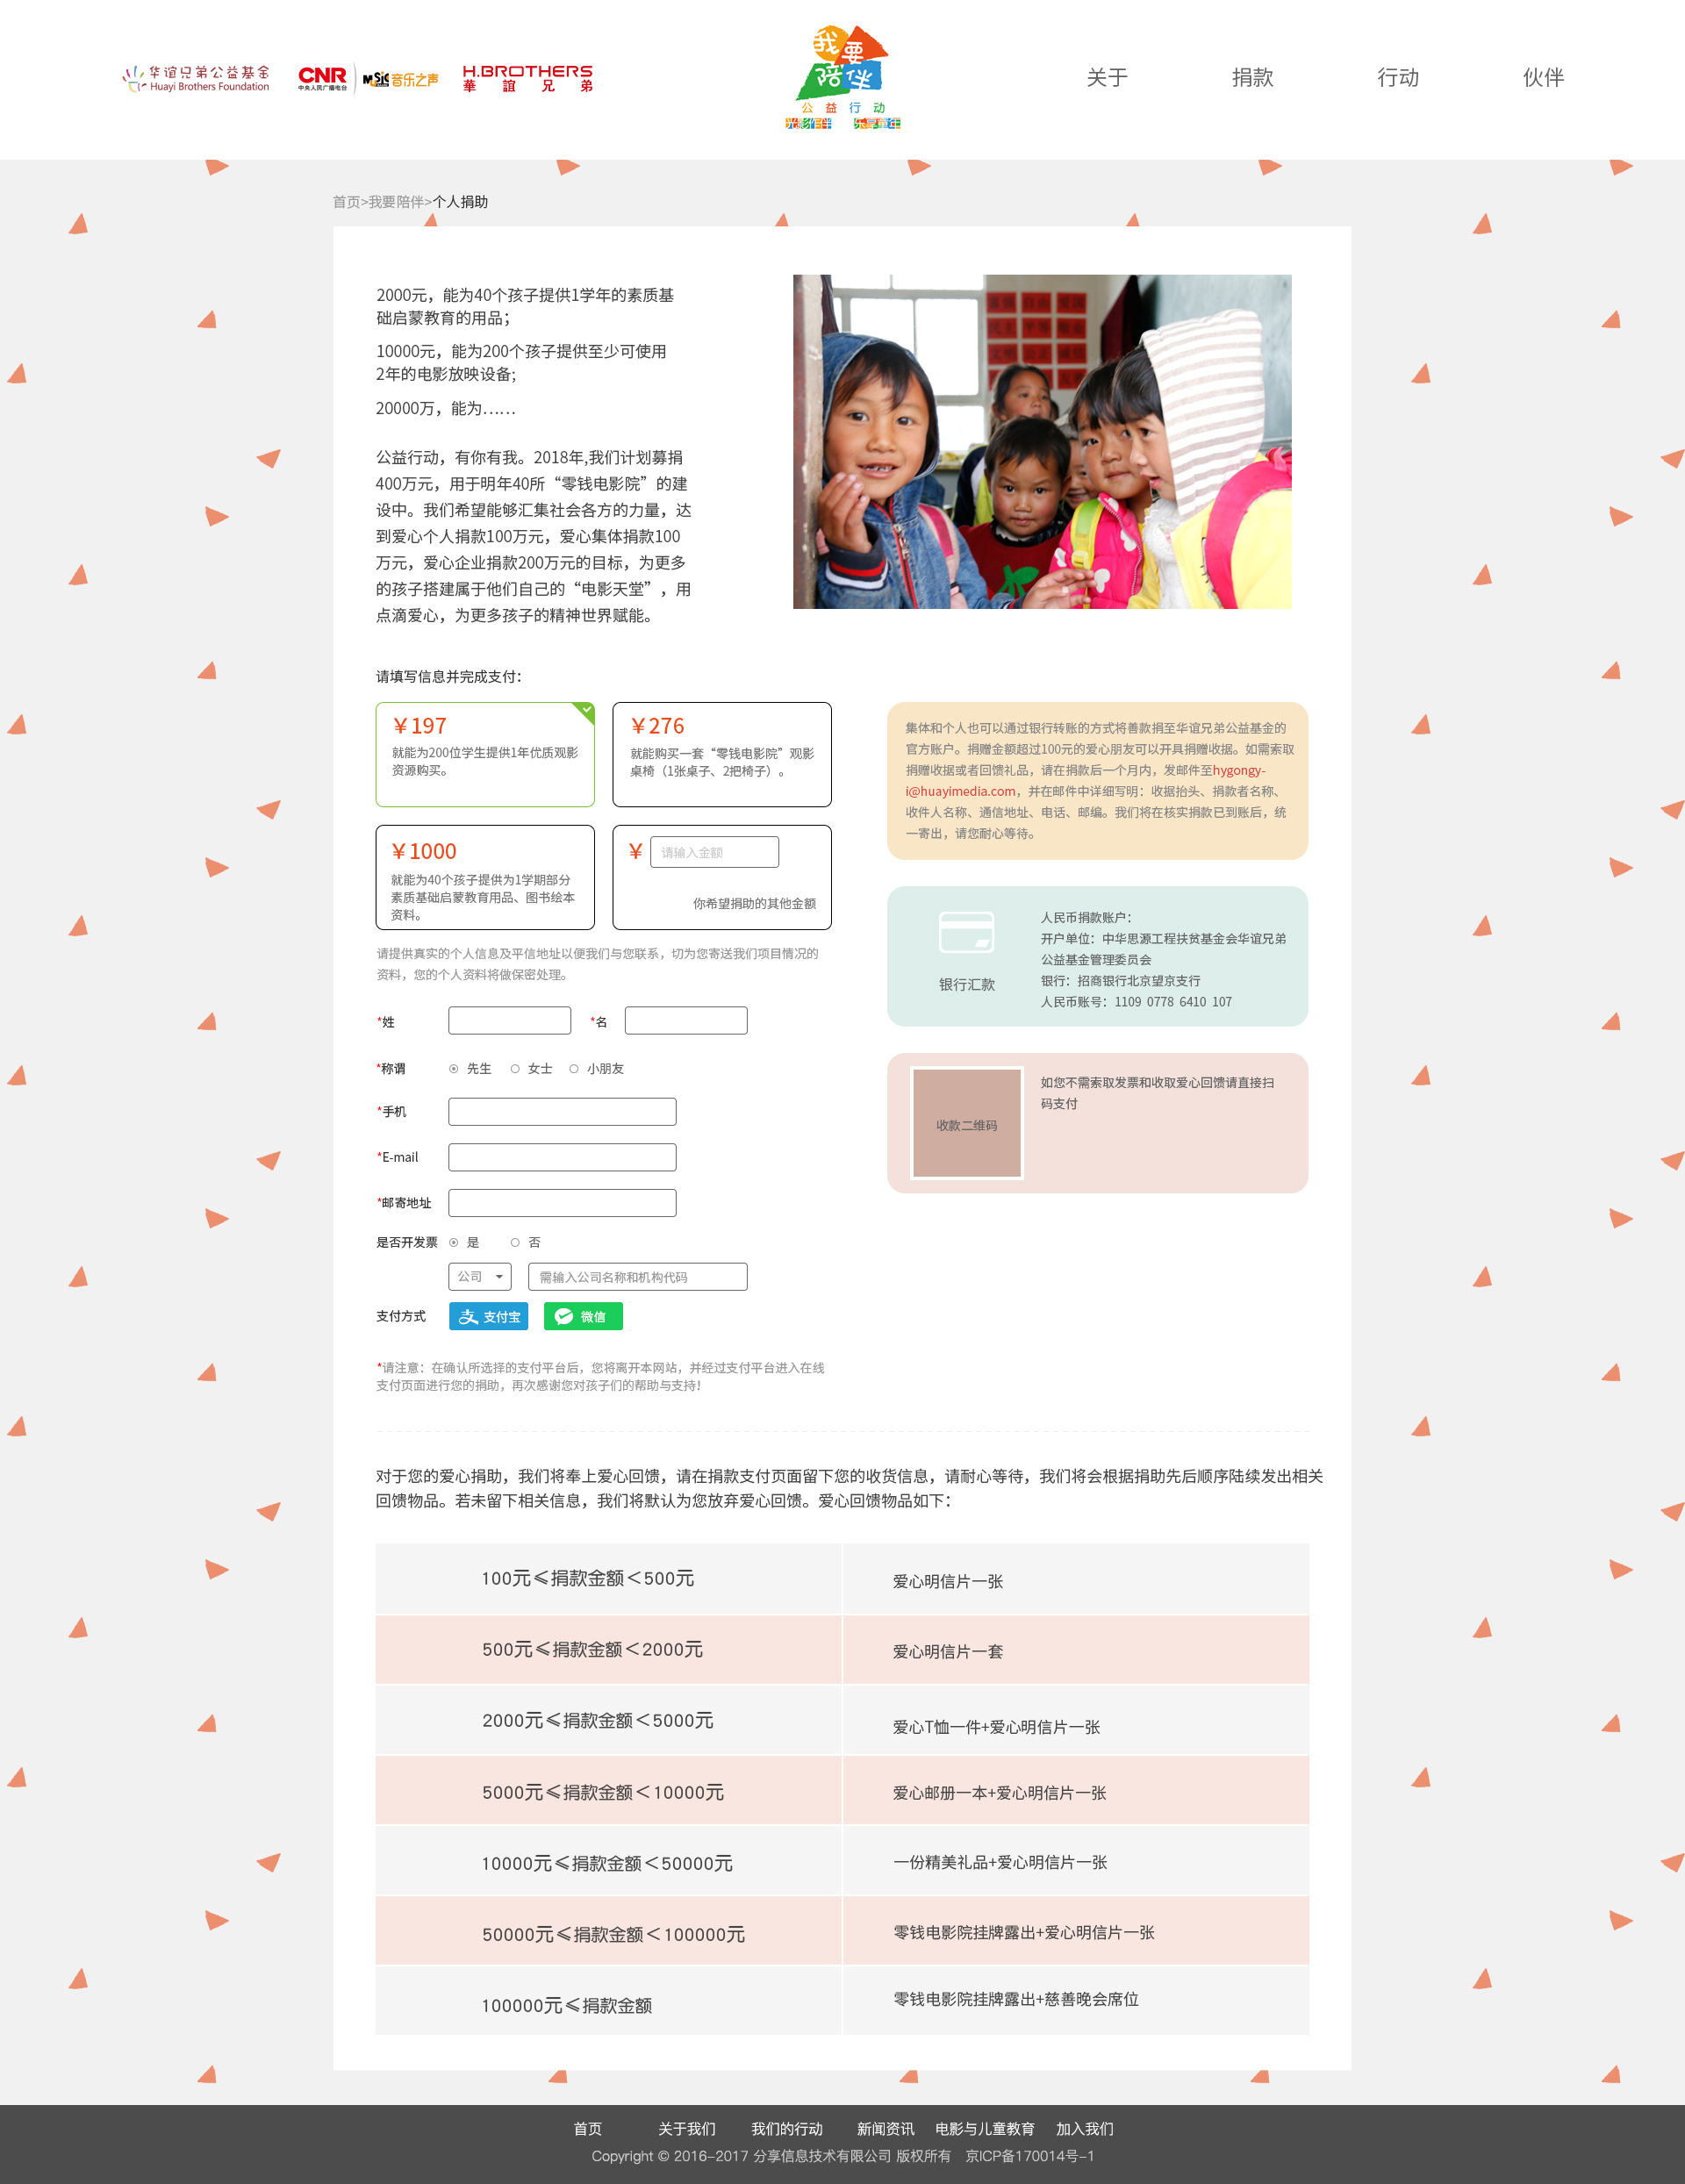 华谊兄弟公益基金
Huayi Brothers Foundation
CNR
中央人民广播电台
MUSIC 音乐之声
H.BROTHERS
華誼兄弟
我要陪伴
公益行动
关于
捐款
行动
伙伴
首页>我要陪伴>个人捐助
2000元，能为40个孩子提供1学年的素质基
础启蒙教育的用品；
10000元，能为200个孩子提供至少可使用
2年的电影放映设备;
20000万，能为……
公益行动，有你有我。2018年,我们计划募捐
400万元，用于明年40所“零钱电影院”的建
设中。我们希望能够汇集社会各方的力量，达
到爱心个人捐款100万元，爱心集体捐款100
万元，爱心企业捐款200万元的目标，为更多
的孩子搭建属于他们自己的“电影天堂”，用
点滴爱心，为更多孩子的精神世界赋能。
请填写信息并完成支付：
￥197
就能为200位学生提供1年优质观影
资源购买。
￥276
就能购买一套“零钱电影院”观影
桌椅（1张桌子、2把椅子）。
￥1000
就能为40个孩子提供为1学期部分
素质基础启蒙教育用品、图书绘本
资料。
￥ 请输入金额
你希望捐助的其他金额
请提供真实的个人信息及平信地址以便我们与您联系，切为您寄送我们项目情况的
资料，您的个人资料将做保密处理。
*姓
*名
*称谓 先生 女士 小朋友
*手机
*E-mail
*邮寄地址
是否开发票 是 否
公司 需输入公司名称和机构代码
支付方式 支付宝 微信
*请注意：在确认所选择的支付平台后，您将离开本网站，并经过支付平台进入在线
支付页面进行您的捐助，再次感谢您对孩子们的帮助与支持！
集体和个人也可以通过银行转账的方式将善款捐至华谊兄弟公益基金的
官方账户。捐赠金额超过100元的爱心朋友可以开具捐赠收据。如需索取
捐赠收据或者回馈礼品，请在捐款后一个月内，发邮件至hygongy-
i@huayimedia.com，并在邮件中详细写明：收据抬头、捐款者名称、
收件人名称、通信地址、电话、邮编。我们将在核实捐款已到账后，统
一寄出，请您耐心等待。
银行汇款
人民币捐款账户：
开户单位：中华思源工程扶贫基金会华谊兄弟
公益基金管理委员会
银行：招商银行北京望京支行
人民币账号：1109 0778 6410 107
收款二维码
如您不需索取发票和收取爱心回馈请直接扫
码支付
对于您的爱心捐助，我们将奉上爱心回馈，请在捐款支付页面留下您的收货信息，请耐心等待，我们将会根据捐助先后顺序陆续发出相关
回馈物品。若未留下相关信息，我们将默认为您放弃爱心回馈。爱心回馈物品如下：
100元≤捐款金额＜500元 爱心明信片一张
500元≤捐款金额＜2000元 爱心明信片一套
2000元≤捐款金额＜5000元 爱心T恤一件+爱心明信片一张
5000元≤捐款金额＜10000元 爱心邮册一本+爱心明信片一张
10000元≤捐款金额＜50000元 一份精美礼品+爱心明信片一张
50000元≤捐款金额＜100000元 零钱电影院挂牌露出+爱心明信片一张
100000元≤捐款金额 零钱电影院挂牌露出+慈善晚会席位
首页 关于我们 我们的行动 新闻资讯 电影与儿童教育 加入我们
Copyright © 2016-2017 分享信息技术有限公司 版权所有 京ICP备170014号-1